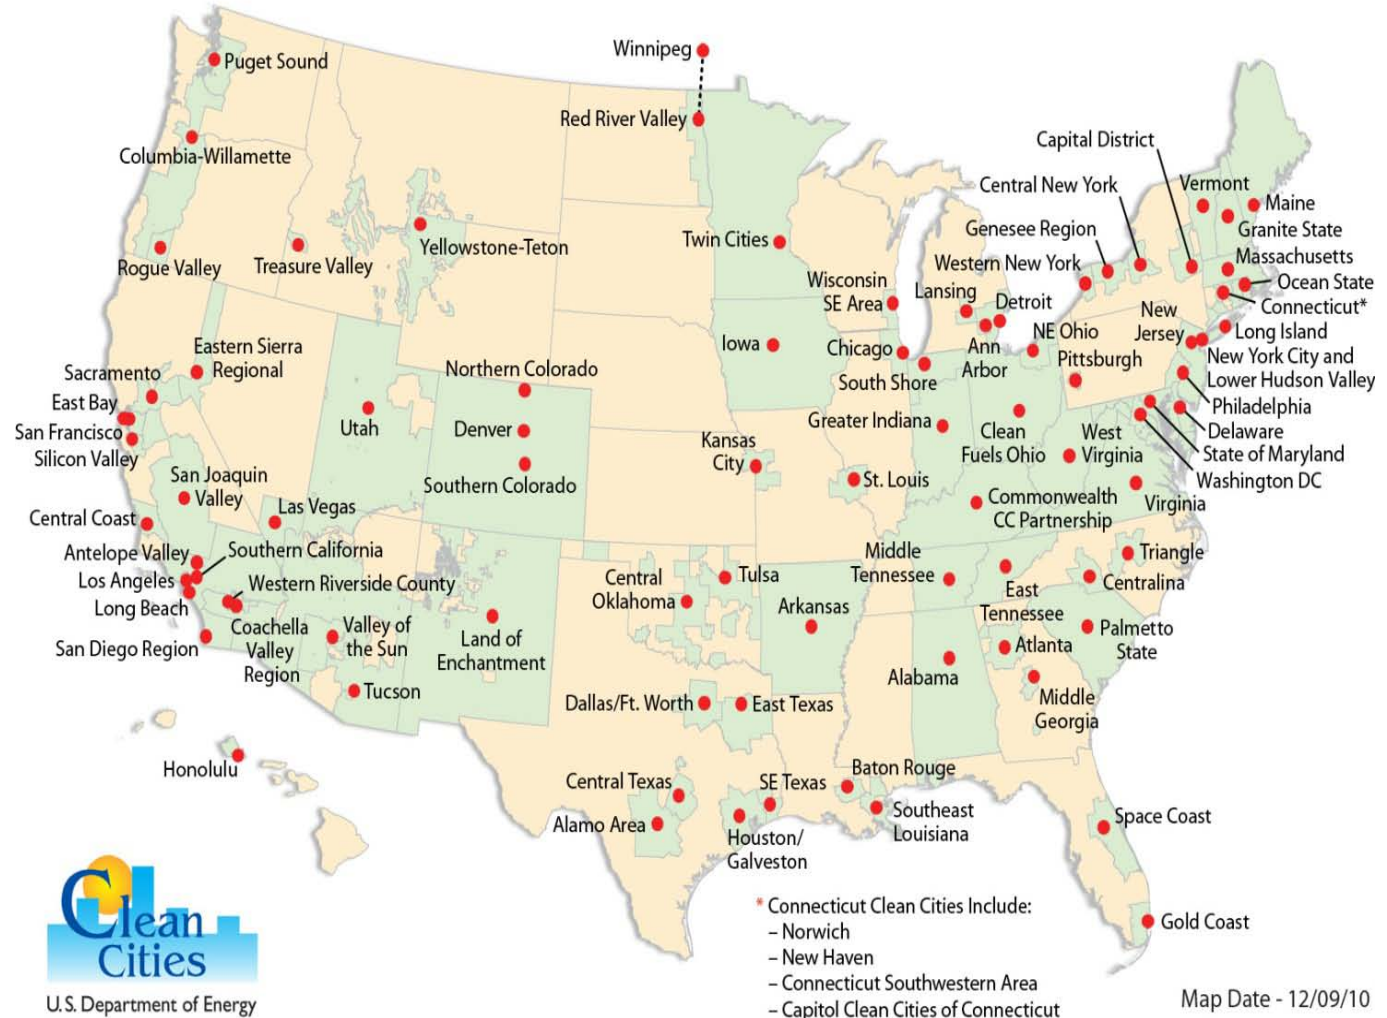 Winnipeg
Puget Sound
Red River Valley
Capital District
Columbia-Willamette
Central New York
Vermont
Maine
Genesee Region
Granite State
Yellowstone-Teton
Twin Cities
Rogue Valley
Treasure Valley
Western New York
Massachusetts
Wisconsin
SE Area
Lansing
Detroit
Ocean State
Connecticut*
New
Jersey
Long Island
NE Ohio
Iowa
Chicago
Ann
Arbor
Pittsburgh
New York City and
Lower Hudson Valley
Eastern Sierra
Regional
Sacramento
Northern Colorado
South Shore
East Bay
Philadelphia
Utah
Denver
Greater Indiana
Clean
Fuels Ohio
West
Virginia
Delaware
San Francisco
State of Maryland
Silicon Valley
Kansas
City
St. Louis
Washington DC
San Joaquin
Valley
Southern Colorado
Commonwealth
CC Partnership
Virginia
Las Vegas
Central Coast
Antelope Valley
Southern California
Middle
Tennessee
Triangle
Los Angeles
Western Riverside County
Central
Oklahoma
Tulsa
East
Tennessee
Centralina
Long Beach
Arkansas
San Diego Region
Coachella
Valley
Region
Valley of
the Sun
Land of
Enchantment
Palmetto
State
Atlanta
Tucson
Alabama
Dallas/Ft. Worth
East Texas
Middle
Georgia
Honolulu
Central Texas
SE Texas
Baton Rouge
Alamo Area
Houston/
Galveston
Southeast
Louisiana
Space Coast
Gold Coast
* Connecticut Clean Cities Include:
– Norwich
– New Haven
– Connecticut Southwestern Area
– Capitol Clean Cities of Connecticut
Clean
Cities
U.S. Department of Energy
Map Date - 12/09/10